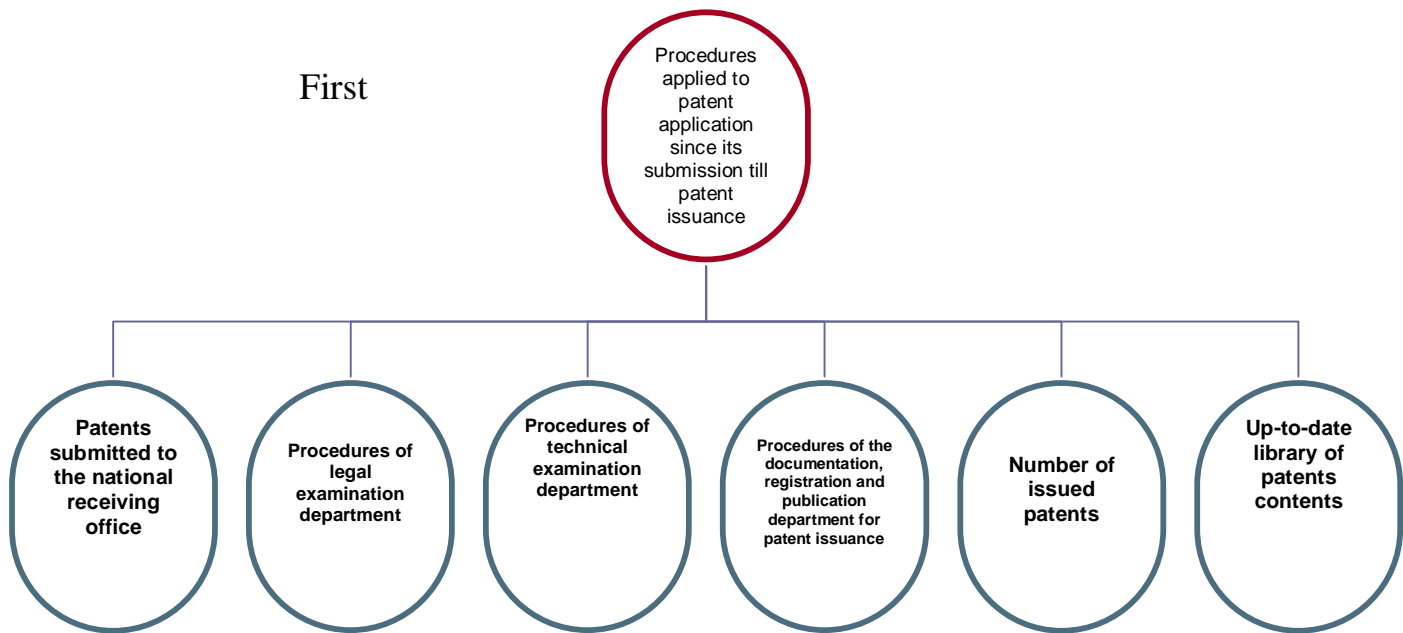 First
Procedures
applied to
patent
application
since its
submission till
patent
issuance
Patents
submitted to
the national
receiving
office
Procedures of
legal
examination
department
Procedures of
technical
examination
department
Procedures of the
documentation,
registration and
publication
department for
patent issuance
Number of
issued
patents
Up-to-date
library of
patents
contents